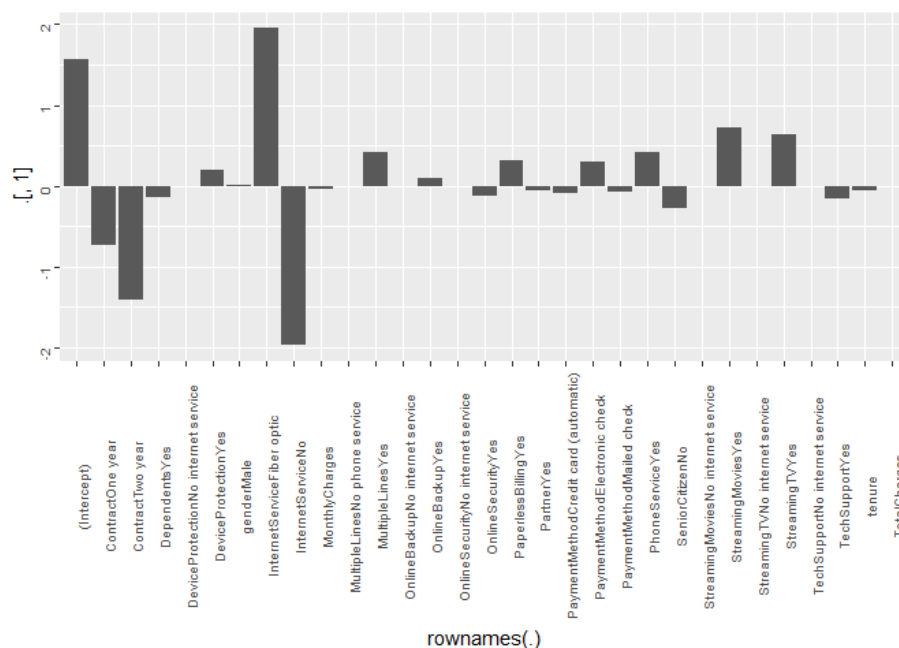 2
1
0
-1
-2
.[, 1]
(Intercept)
ContractOne year
ContractTwo year
DependentsYes
DeviceProtectionNo internet service
DeviceProtectionYes
genderMale
InternetServiceFiber optic
InternetServiceNo
MonthlyCharges
MultipleLinesNo phone service
MultipleLinesYes
OnlineBackupNo internet service
OnlineBackupYes
OnlineSecurityNo internet service
OnlineSecurityYes
PaperlessBillingYes
PartnerYes
PaymentMethodCredit card (automatic)
PaymentMethodElectronic check
PaymentMethodMailed check
PhoneServiceYes
SeniorCitizenNo
StreamingMoviesNo internet service
StreamingMoviesYes
StreamingTVNo internet service
StreamingTVYes
TechSupportNo internet service
TechSupportYes
tenure
rownames(.)